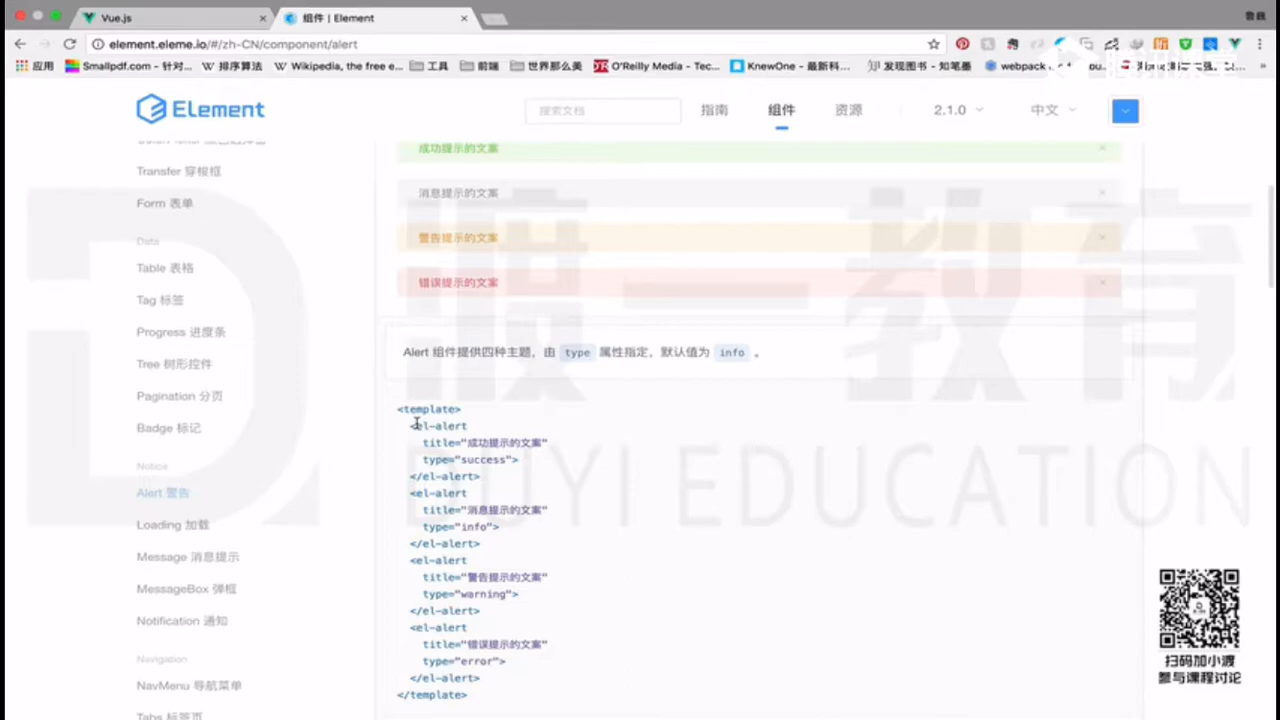 Vue.js
组件 | Element
element.eleme.io/#/zh-CN/component/alert
应用
Smallpdf.com – 针对...
排序算法
Wikipedia, the free e...
工具
前端
世界那么美
O'Reilly Media - Tec...
KnewOne - 最新科...
发现图书 - 知笔墨
webpack
腾讯课堂
Element
搜索文档
指南
组件
资源
2.1.0
中文
Transfer 穿梭框
Form 表单
Data
Table 表格
Tag 标签
Progress 进度条
Tree 树形控件
Pagination 分页
Badge 标记
Notice
Alert 警告
Loading 加载
Message 消息提示
MessageBox 弹框
Notification 通知
Navigation
NavMenu 导航菜单
Tabs 标签页
成功提示的文案
消息提示的文案
警告提示的文案
错误提示的文案
Alert 组件提供四种主题，由 type 属性指定，默认值为 info 。
<template>
<el-alert
title="成功提示的文案"
type="success">
</el-alert>
<el-alert
title="消息提示的文案"
type="info">
</el-alert>
<el-alert
title="警告提示的文案"
type="warning">
</el-alert>
<el-alert
title="错误提示的文案"
type="error">
</el-alert>
</template>
渡一教育
DUYI EDUCATION
扫码加小渡
参与课程讨论